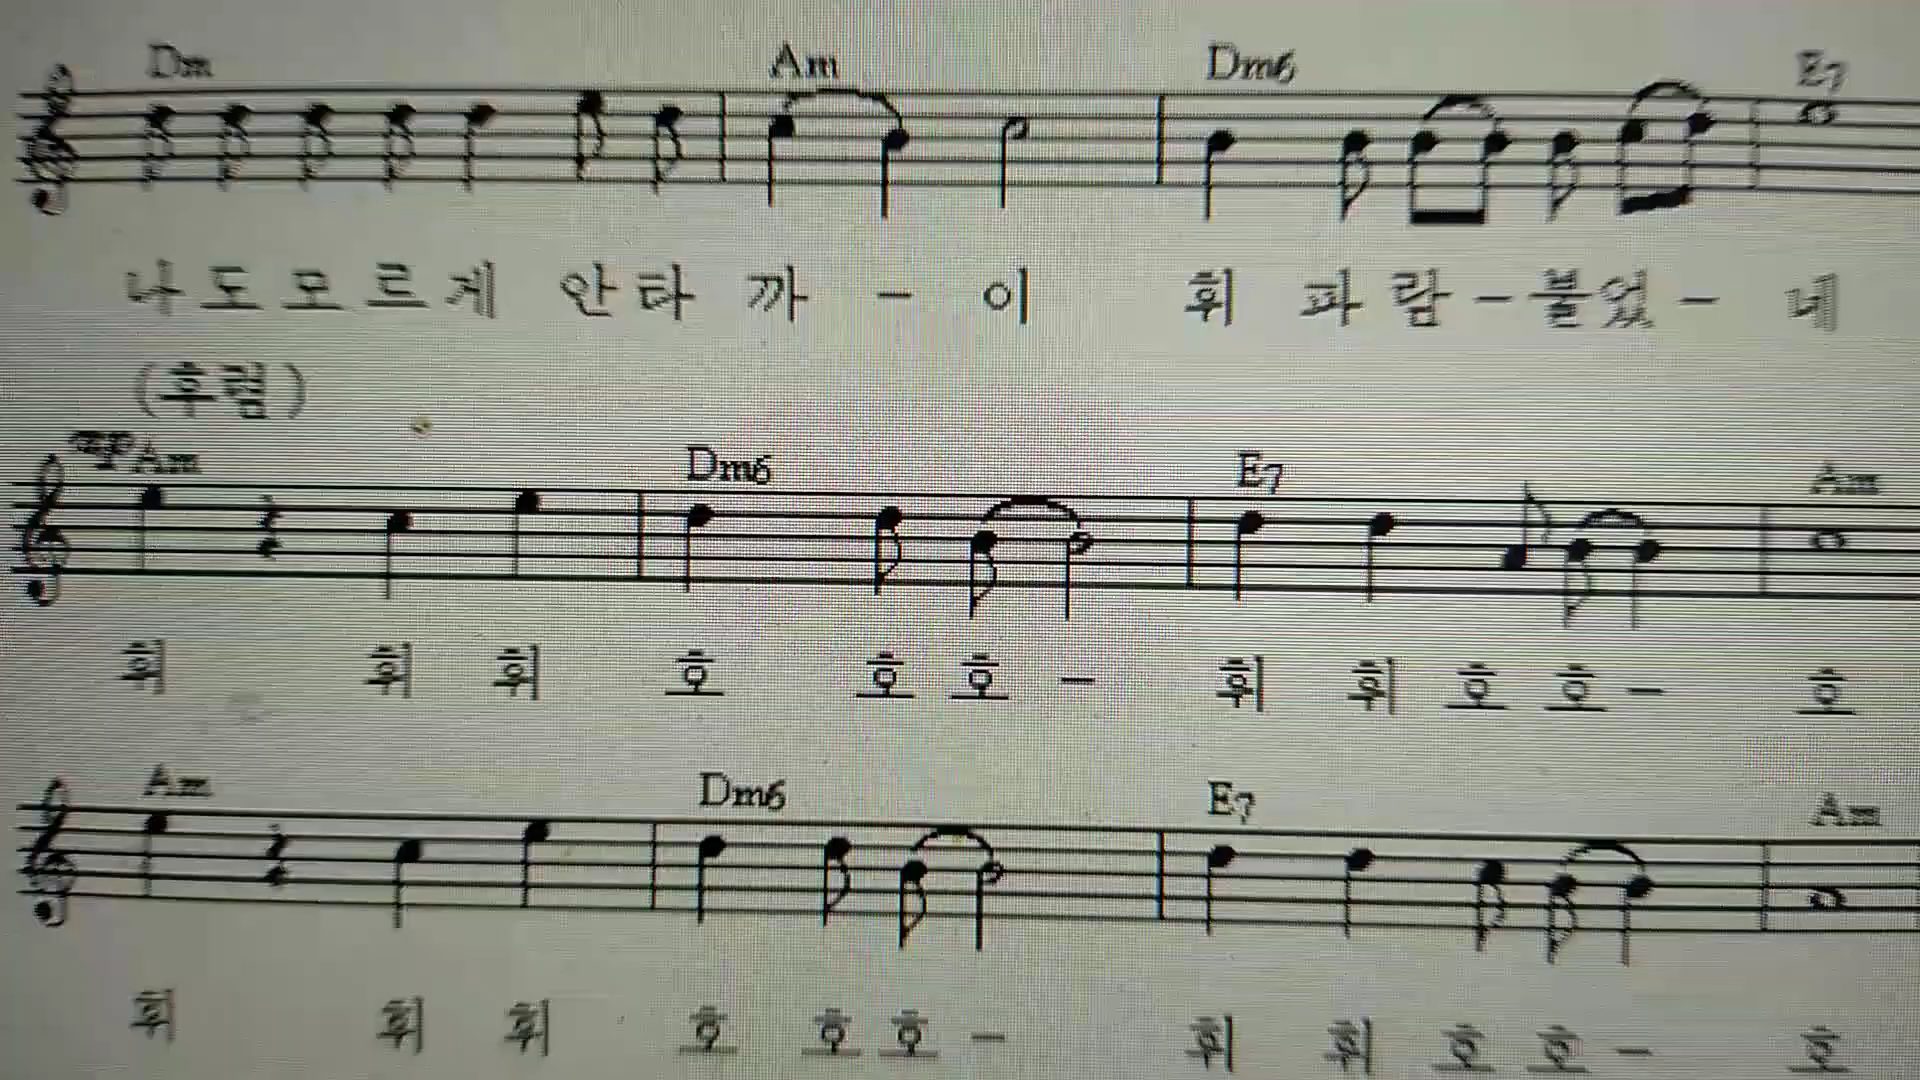 Dm Am Dm6 E7
나도모르게 안타까-이 휘파람-불었-네
(후렴)
mp Am Dm6 E7 Am
휘 휘 휘 호 호 호- 휘 휘 호 호- 호
Am Dm6 E7 Am
휘 휘 휘 호 호 호- 휘 휘 호 호- 호